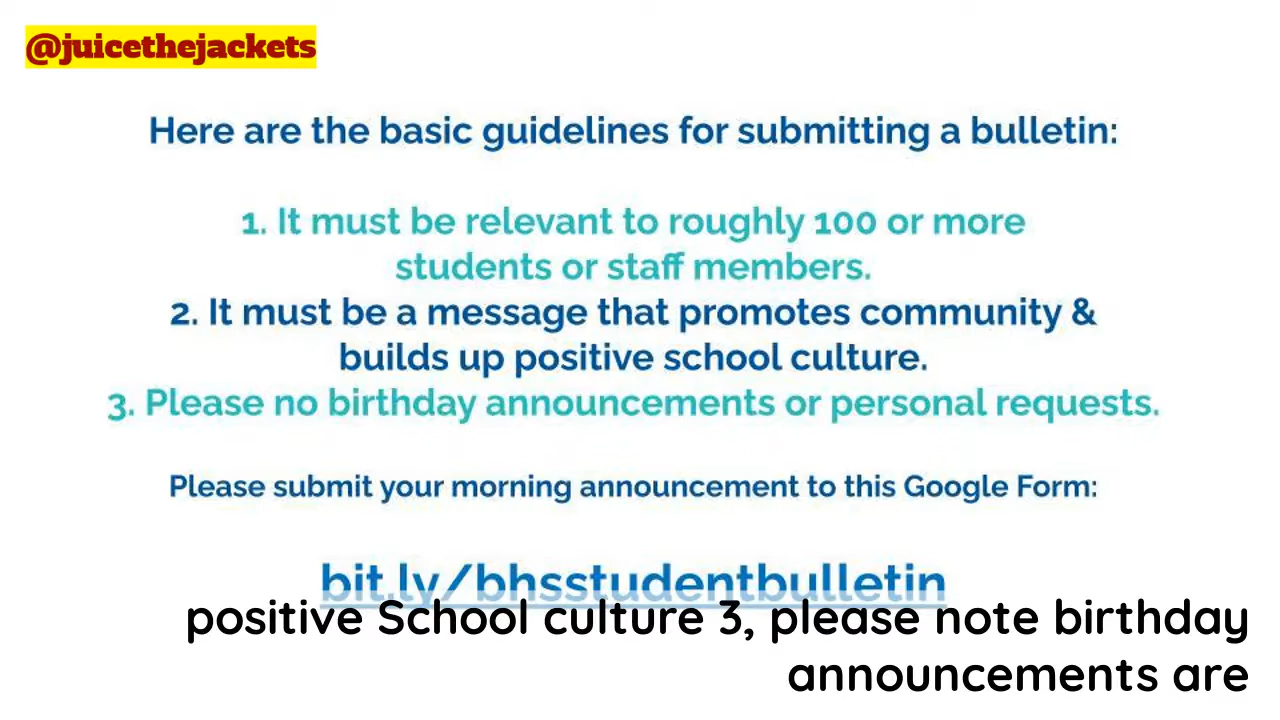 @juicethejackets
Here are the basic guidelines for submitting a bulletin:
1. It must be relevant to roughly 100 or more
students or staff members.
2. It must be a message that promotes community &
builds up positive school culture.
3. Please no birthday announcements or personal requests.
Please submit your morning announcement to this Google Form:
bit.ly/bhsstudentbulletin
positive School culture 3, please note birthday
announcements are